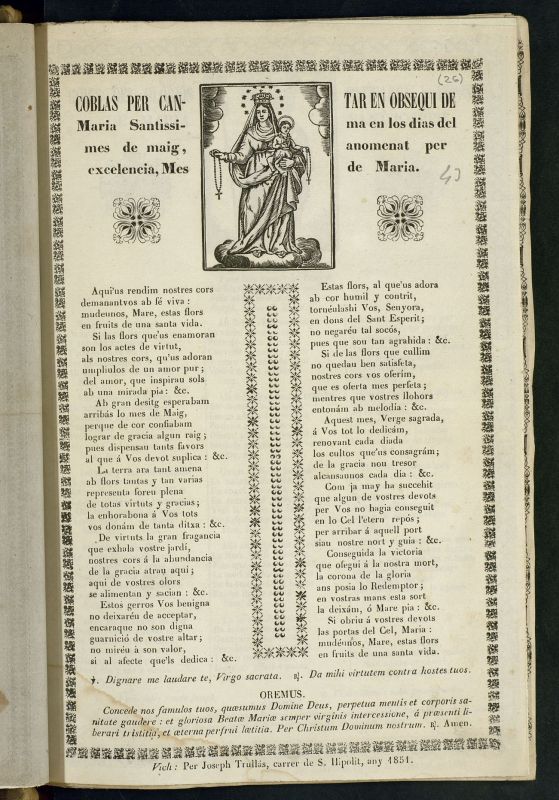 (26)
COBLAS PER CAN-
TAR EN OBSEQUI DE
Maria Santissi-
ma en los dias del
mes de maig,
anomenat per
excelencia, Mes
de Maria.
Aqui'us rendim nostres cors
demanantvos ab fé viva:
mudéunos, Mare, estas flors
en fruits de una santa vida.
Si las flors que'us enamoran
son los actes de virtut,
als nostres cors, qu'us adoran
umpliulos de un amor pur;
del amor, que inspirau sols
ab una mirada pia: &c.
Ab gran desitg esperabam
arribás lo mes de Maig,
perque de cor confiabam
lograr de gracia algun raig;
pues dispensau tants favors
al que á Vos devot suplica: &c.
La terra ara tant amena
ab flors tantas y tan varias
representa foreu plena
de totas virtuts y gracias;
la enhorabona á Vos tots
vos donám de tanta ditxa: &c.
De virtuts la gran fragancia
que exhala vostre jardí,
nostres cors á la abundancia
de la gracia atrau aquí;
aqui de vostres olors
se alimentan y sacian: &c.
Estos gerros Vos benigna
no deixaréu de acceptar,
encaraque no son digna
guarnició de vostre altar;
no miréu á son valor,
si al afecte quels dedica: &c.
Estas flors, al que'us adora
ab cor humil y contrit,
tornéulashi Vos, Senyora,
en dons del Sant Esperit;
no negaréu tal socós,
pues que sou tan agrahida: &c.
Si de las flors que cullim
no quedau ben satisfeta,
nostres cors vos oferim,
que es oferta mes perfeta;
mentres que vostres llohors
entonám ab melodía: &c.
Aquest mes, Verge sagrada,
á Vos tot lo dedicám,
renovant cada diada
los cultos que'us consagrám;
de la gracia nou tresor
alcansaunos cada dia: &c.
Com ja may ha succehit
que algun de vostres devots
per Vos no hagia conseguit
en lo Cel l'etern repós;
per arribar á aquell port
siau nostre nort y guia: &c.
Conseguida la victoria
que ofegui á la nostra mort,
la corona de la gloria
ans posia lo Redemptor;
en vostras mans esta sort
la deixám, ó Mare pia: &c.
Si obriu á vostres devots
las portas del Cel, Maria:
mudéunos, Mare, estas flors
en fruits de una santa vida.
℣. Dignare me laudare te, Virgo sacrata. ℟. Da mihi virtutem contra hostes tuos.
OREMUS.
Concede nos famulos tuos, quæsumus Domine Deus, perpetua mentis et corporis sa-
nitate gaudere: et gloriosa Beatæ Mariæ semper virginis intercessione, á præsenti li-
berari tristitia, et æterna perfrui lætitia. Per Christum Dominum nostrum. ℟. Amen.
Vich: Per Joseph Trullás, carrer de S. Hipolit, any 1851.